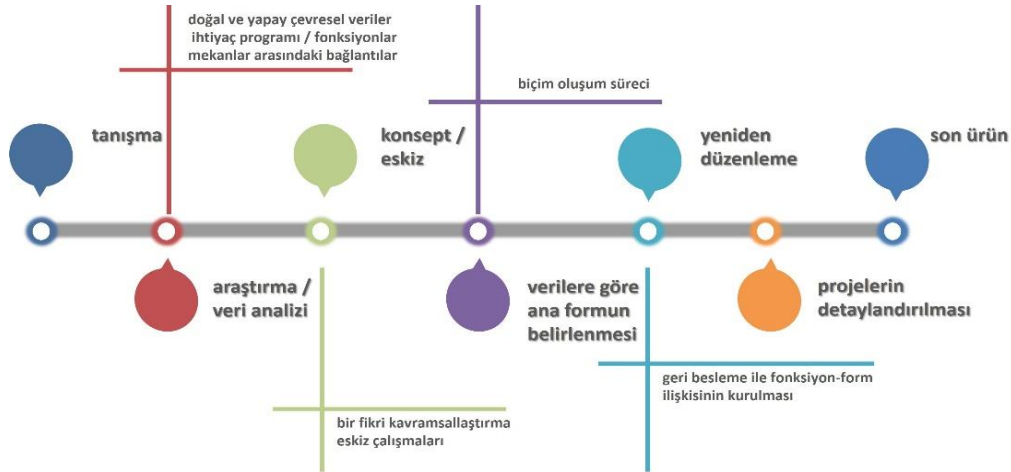 doğal ve yapay çevresel veriler
ihtiyaç programı / fonksiyonlar
mekanlar arasındaki bağlantılar
biçim oluşum süreci
tanışma
konsept /
eskiz
yeniden
düzenleme
son ürün
araştırma /
veri analizi
verilere göre
ana formun
belirlenmesi
projelerin
detaylandırılması
geri besleme ile fonksiyon-form
ilişkisinin kurulması
bir fikri kavramsallaştırma
eskiz çalışmaları